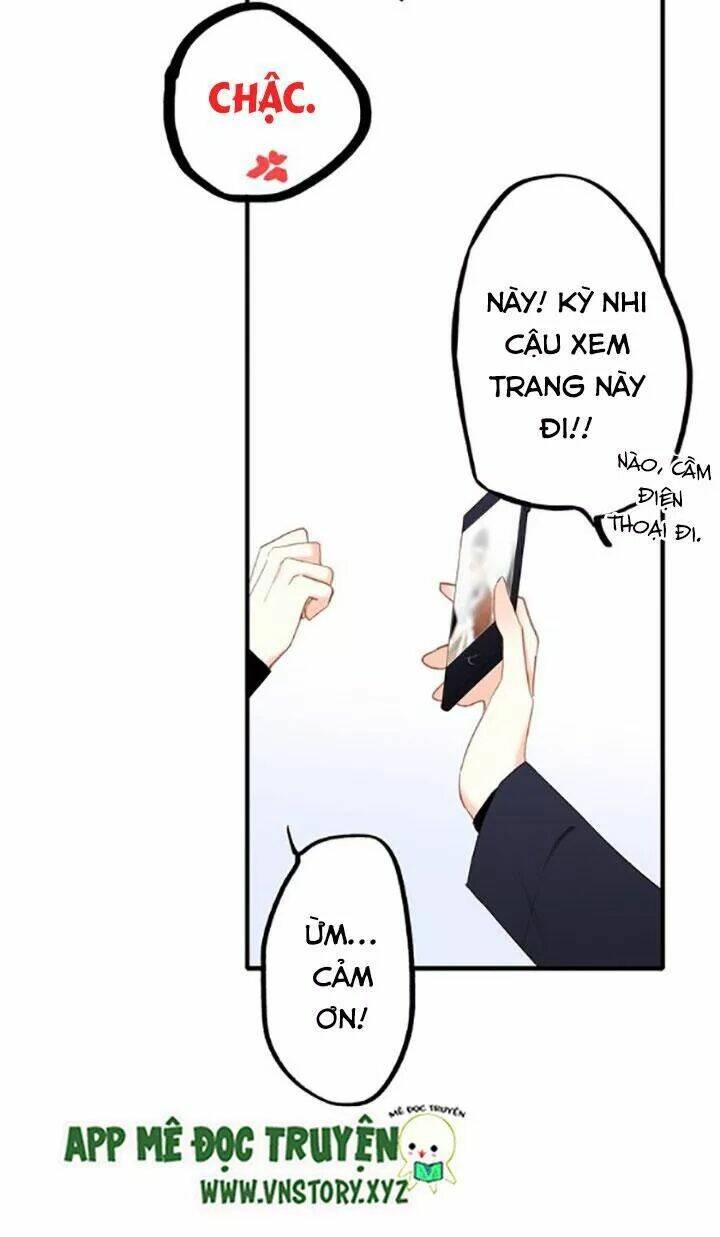 CHẬC.
NÀY! KỲ NHI
CẬU XEM
TRANG NÀY
ĐI!!
NÀO, CẦM
ĐIỆN
THOẠI ĐI.
ỪM...
CẢM
ƠN!
MÊ ĐỌC TRUYỆN
APP MÊ ĐỌC TRUYỆN
WWW.VNSTORY.XYZ